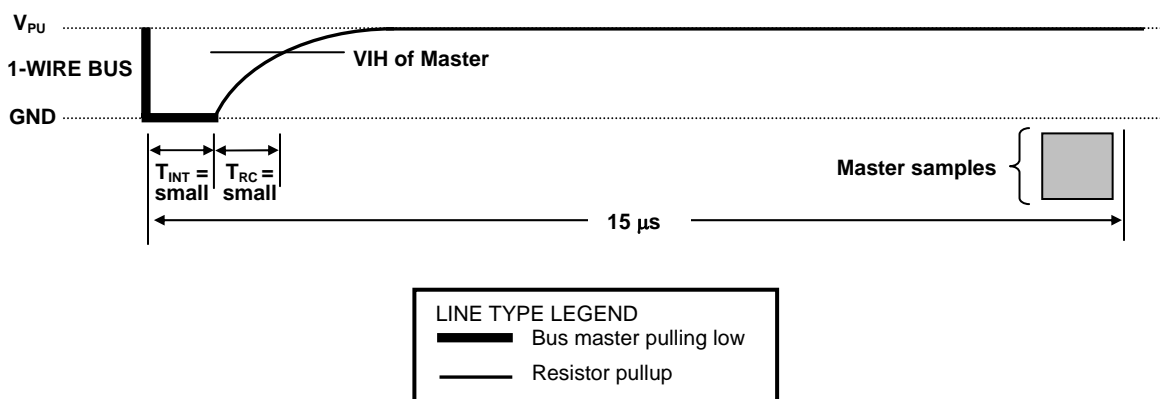 VPU
VIH of Master
1-WIRE BUS
GND
Master samples
TINT = small
TRC = small
15 μs
LINE TYPE LEGEND
Bus master pulling low
Resistor pullup